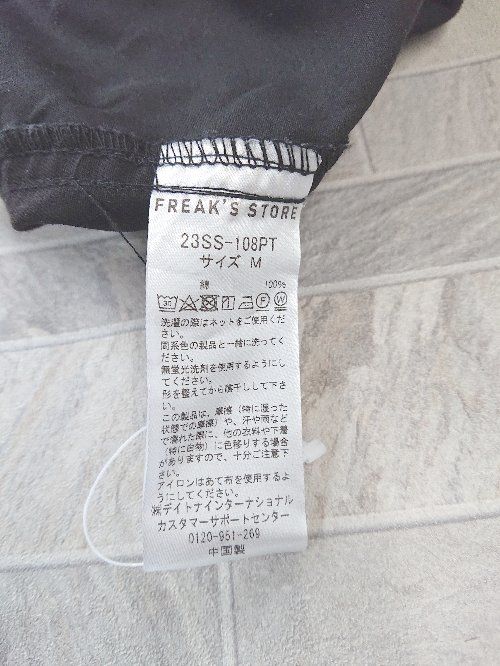 FREAK'S STORE
23SS-108PT
サイズ M
綿 100%
洗濯の際はネットをご使用くだ
さい。
同系色の製品と一緒に洗ってく
ださい。
無蛍光洗剤を使用するようにし
てください。
形を整えてから陰干しして下さ
い。
この製品は、摩擦（特に湿った
状態での摩擦）や、汗や雨など
で濡れた際に、他の衣料や下着
（特に白物）に色移りする場合
がありますので、十分ご注意下
さい。
アイロンはあて布を使用するよ
うにしてください。
㈱デイトナインターナショナル
カスタマーサポートセンター
0120-951-269
中国製